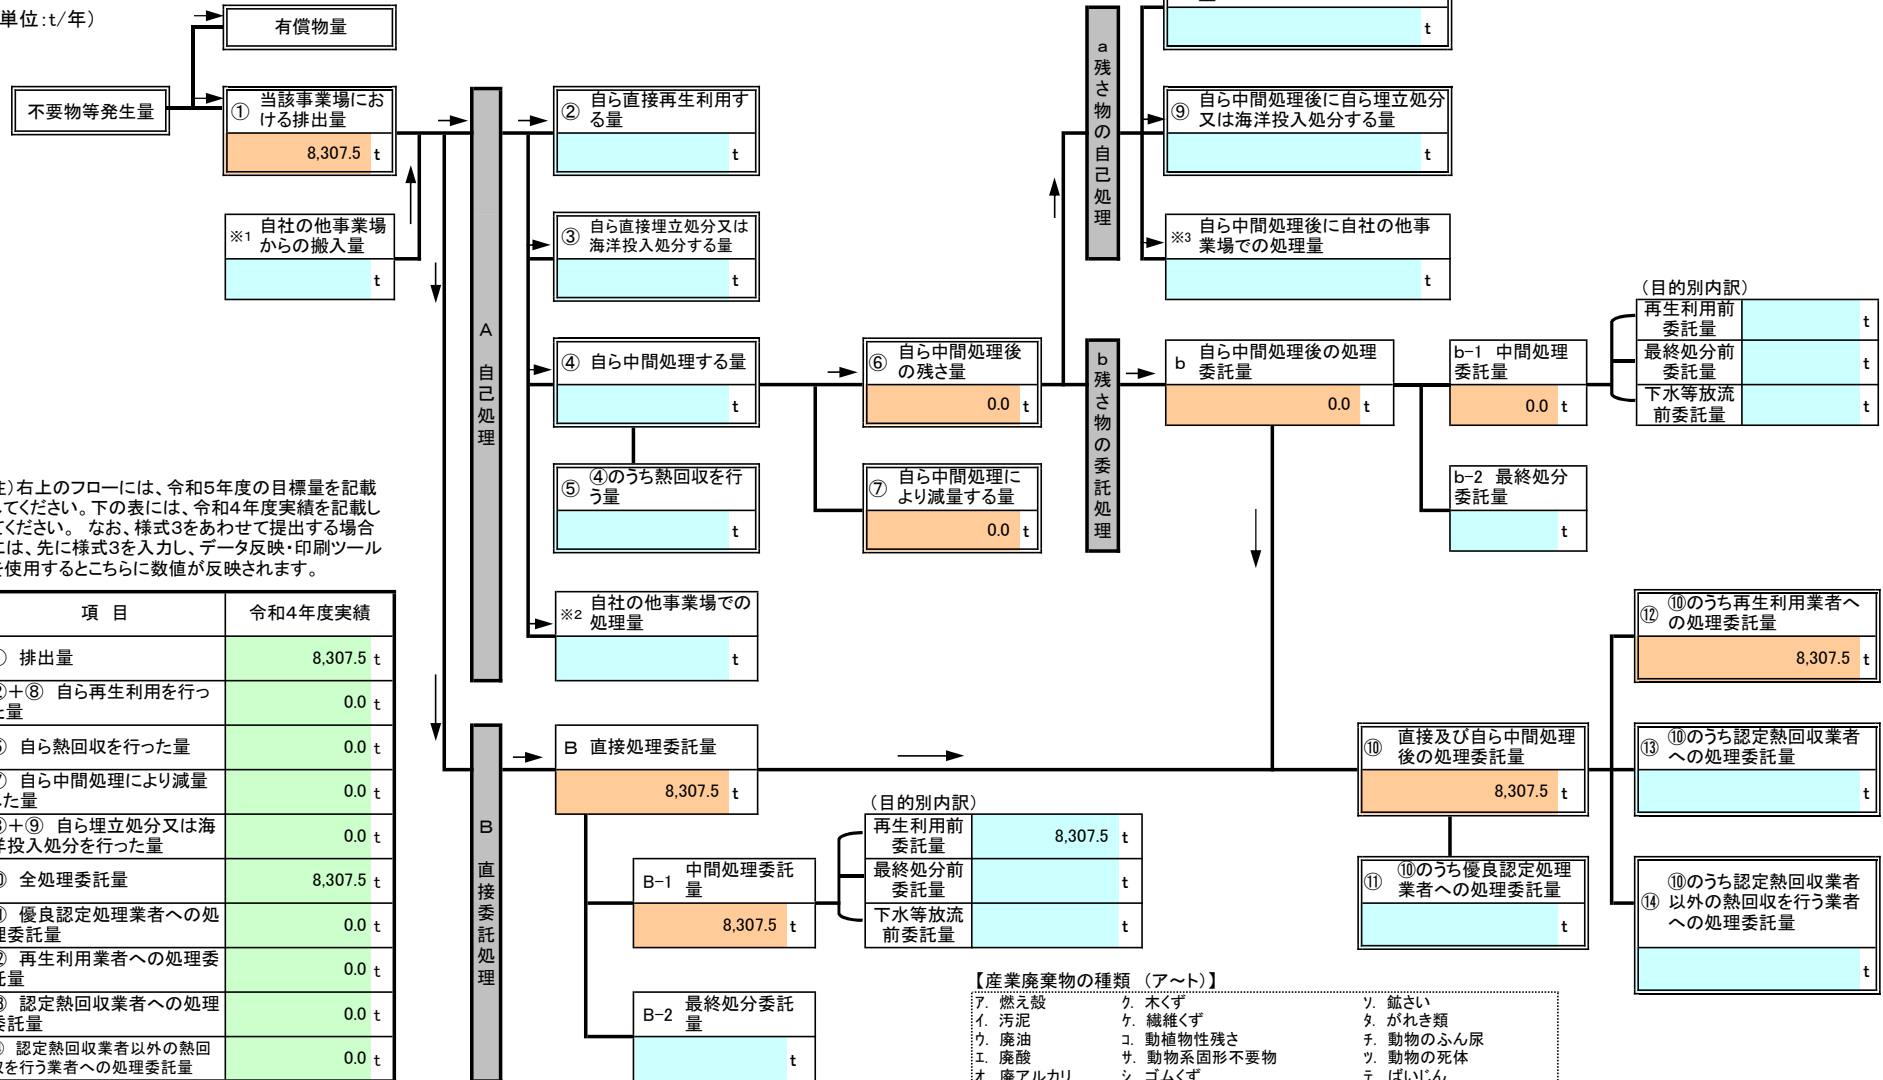 単位：t/年）
有償物量
不要物等発生量
① 当該事業場にお
ける排出量
8,307.5 t
※1 自社の他事業場
からの搬入量
t
A 自己処理
② 自ら直接再生利用す
る量
t
③ 自ら直接埋立処分又は
海洋投入処分する量
t
④ 自ら中間処理する量
t
⑤ ④のうち熱回収を行
う量
t
※2 自社の他事業場での
処理量
t
⑥ 自ら中間処理後
の残さ量
0.0 t
⑦ 自ら中間処理に
より減量する量
0.0 t
a 残さ物の自己処理
t
⑨ 自ら中間処理後に自ら埋立処分
又は海洋投入処分する量
t
※3 自ら中間処理後に自社の他事
業場での処理量
t
b 残さ物の委託処理
b 自ら中間処理後の処理
委託量
0.0 t
b-1 中間処理
委託量
0.0 t
（目的別内訳）
再生利用前
委託量
t
最終処分前
委託量
t
下水等放流
前委託量
t
b-2 最終処分
委託量
t
）右上のフローには、令和5年度の目標量を記載
してください。下の表には、令和4年度実績を記載し
てください。 なお、様式3をあわせて提出する場合
には、先に様式3を入力し、データ反映・印刷ツール
を使用するとこちらに数値が反映されます。
項 目 令和4年度実績
排出量 8,307.5 t
＋⑧ 自ら再生利用を行っ
た量
0.0 t
自ら熱回収を行った量 0.0 t
自ら中間処理により減量
した量
0.0 t
＋⑨ 自ら埋立処分又は海
洋投入処分を行った量
0.0 t
全処理委託量 8,307.5 t
優良認定処理業者への処
理委託量
0.0 t
再生利用業者への処理委
託量
0.0 t
認定熱回収業者への処理
委託量
0.0 t
認定熱回収業者以外の熱回
収を行う業者への処理委託量
0.0 t
B 直接委託処理
B 直接処理委託量
8,307.5 t
B-1 中間処理委託
量
8,307.5 t
（目的別内訳）
再生利用前
委託量
8,307.5 t
最終処分前
委託量
t
下水等放流
前委託量
t
B-2 最終処分委託
量
t
⑩ 直接及び自ら中間処理
後の処理委託量
8,307.5 t
⑪ ⑩のうち優良認定処理
業者への処理委託量
t
⑫ ⑩のうち再生利用業者へ
の処理委託量
8,307.5 t
⑬ ⑩のうち認定熱回収業者
への処理委託量
t
⑭ ⑩のうち認定熱回収業者
以外の熱回収を行う業者
への処理委託量
t
【産業廃棄物の種類 （ア～ト）】
ア. 燃え殻 ク. 木くず ソ. 鉱さい
イ. 汚泥 ケ. 繊維くず タ. がれき類
ウ. 廃油 コ. 動植物性残さ チ. 動物のふん尿
エ. 廃酸 サ. 動物系固形不要物 ツ. 動物の死体
オ. 廃アルカリ シ. ゴムくず テ. ばいじん